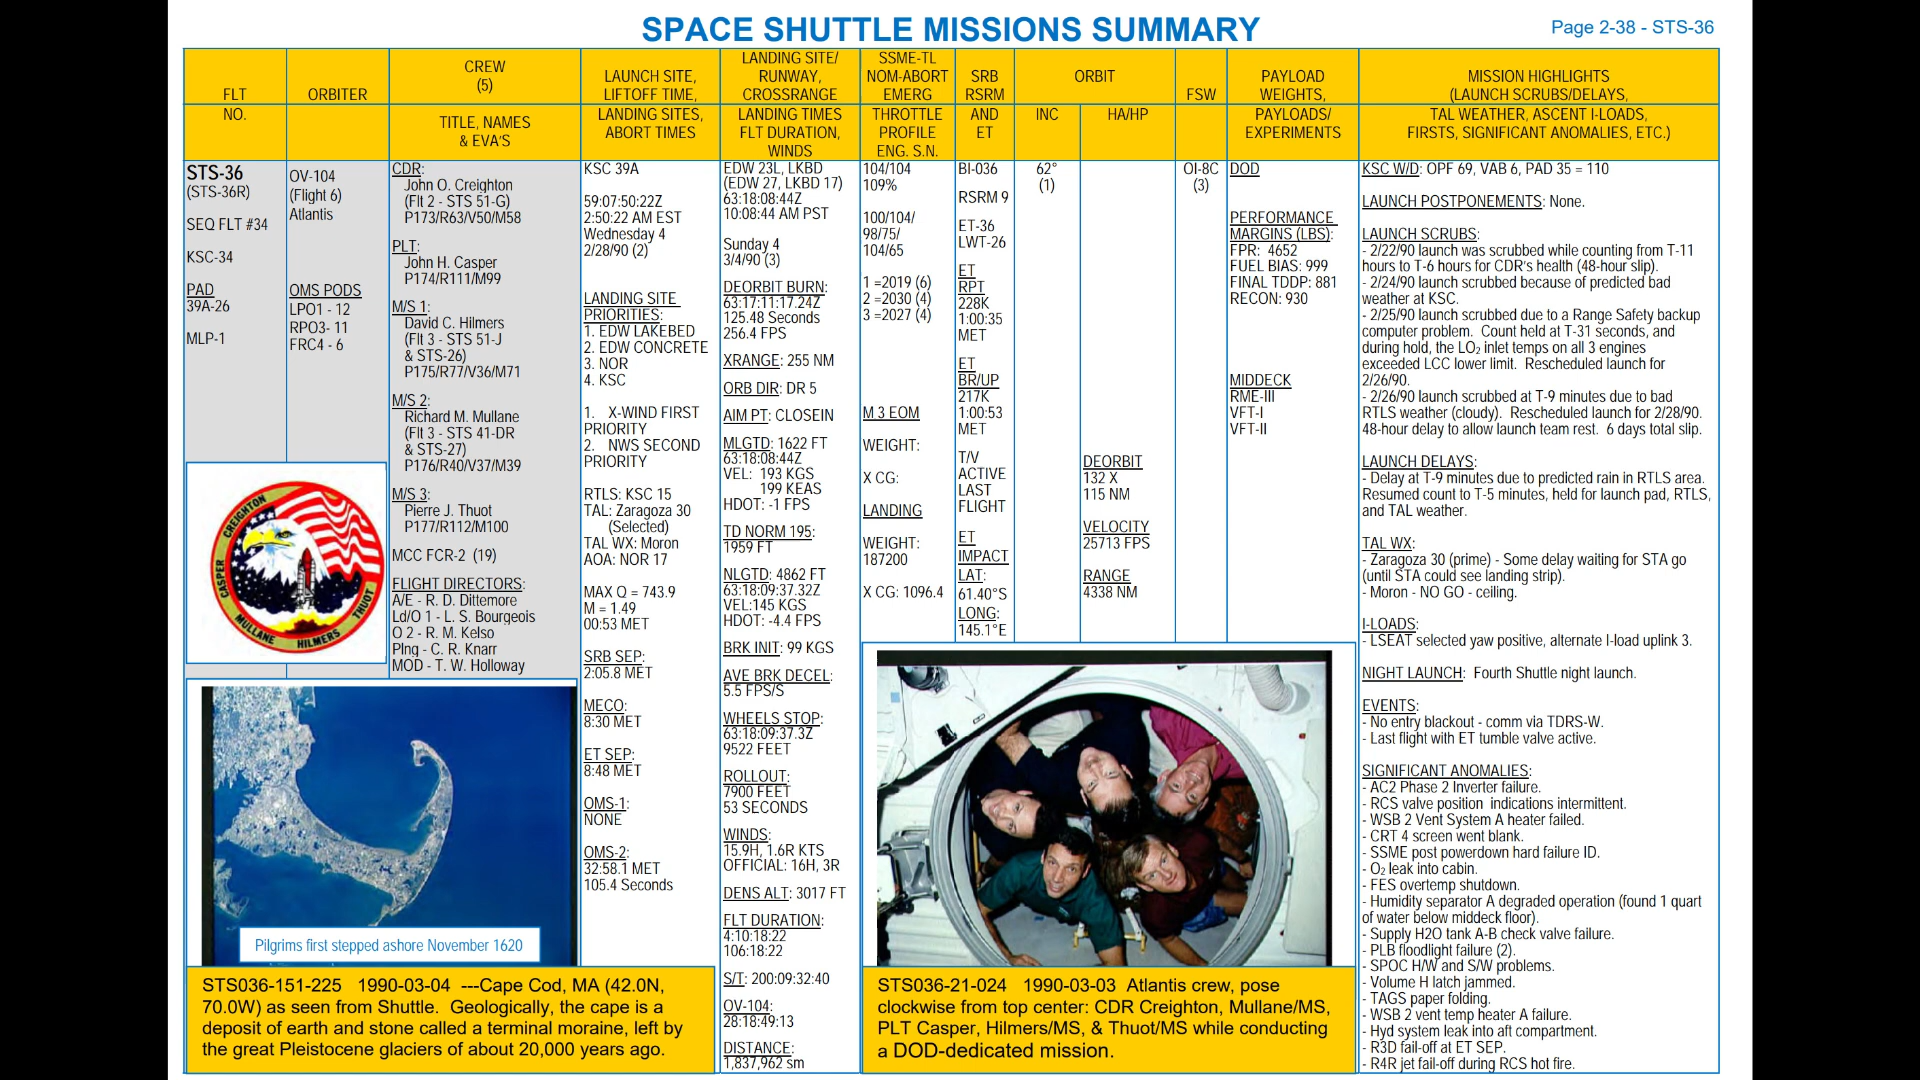 SPACE SHUTTLE MISSIONS SUMMARY
Page 2-38 - STS-36
FLT
NO.
ORBITER
CREW
(5)
TITLE, NAMES
& EVA'S
LAUNCH SITE,
LIFTOFF TIME,
LANDING SITES,
ABORT TIMES
LANDING SITE/
RUNWAY,
CROSSRANGE
LANDING TIMES
FLT DURATION,
WINDS
SSME-TL
NOM-ABORT
EMERG
THROTTLE
PROFILE
ENG. S.N.
SRB
RSRM
AND
ET
ORBIT
INC
HA/HP
FSW
PAYLOAD
WEIGHTS,
PAYLOADS/
EXPERIMENTS
MISSION HIGHLIGHTS
(LAUNCH SCRUBS/DELAYS,
TAL WEATHER, ASCENT I-LOADS,
FIRSTS, SIGNIFICANT ANOMALIES, ETC.)
STS-36
(STS-36R)
SEQ FLT #34
KSC-34
PAD
39A-26
MLP-1
OV-104
(Flight 6)
Atlantis
OMS PODS
LPO1 - 12
RPO3- 11
FRC4 - 6
CDR:
John O. Creighton
(Flt 2 - STS 51-G)
P173/R63/V50/M58
PLT:
John H. Casper
P174/R111/M99
M/S 1:
David C. Hilmers
(Flt 3 - STS 51-J
& STS-26)
P175/R77/V36/M71
M/S 2:
Richard M. Mullane
(Flt 3 - STS 41-DR
& STS-27)
P176/R40/V37/M39
M/S 3:
Pierre J. Thuot
P177/R112/M100
MCC FCR-2 (19)
FLIGHT DIRECTORS:
A/E - R. D. Dittemore
Ld/O 1 - L. S. Bourgeois
O 2 - R. M. Kelso
Plng - C. R. Knarr
MOD - T. W. Holloway
KSC 39A
59:07:50:22Z
2:50:22 AM EST
Wednesday 4
2/28/90 (2)
LANDING SITE
PRIORITIES:
1. EDW LAKEBED
2. EDW CONCRETE
3. NOR
4. KSC
1. X-WIND FIRST
PRIORITY
2. NWS SECOND
PRIORITY
RTLS: KSC 15
TAL: Zaragoza 30
(Selected)
TAL WX: Moron
AOA: NOR 17
MAX Q = 743.9
M = 1.49
00:53 MET
SRB SEP:
2:05.8 MET
MECO:
8:30 MET
ET SEP:
8:48 MET
OMS-1:
NONE
OMS-2:
32:58.1 MET
105.4 Seconds
EDW 23L, LKBD
(EDW 27, LKBD 17)
63:18:08:44Z
10:08:44 AM PST
Sunday 4
3/4/90 (3)
DEORBIT BURN:
63:17:11:17.24Z
125.48 Seconds
256.4 FPS
XRANGE: 255 NM
ORB DIR: DR 5
AIM PT: CLOSEIN
MLGTD: 1622 FT
63:18:08:44Z
VEL: 193 KGS
199 KEAS
HDOT: -1 FPS
TD NORM 195:
1959 FT
NLGTD: 4862 FT
63:18:09:37.32Z
VEL:145 KGS
HDOT: -4.4 FPS
BRK INIT: 99 KGS
AVE BRK DECEL:
5.5 FPS/S
WHEELS STOP:
63:18:09:37.3Z
9522 FEET
ROLLOUT:
7900 FEET
53 SECONDS
WINDS:
15.9H, 1.6R KTS
OFFICIAL: 16H, 3R
DENS ALT: 3017 FT
FLT DURATION:
4:10:18:22
106:18:22
S/T: 200:09:32:40
OV-104:
28:18:49:13
DISTANCE:
1,837,962 sm
104/104
109%
100/104/
98/75/
104/65
1 =2019 (6)
2 =2030 (4)
3 =2027 (4)
M 3 EOM
WEIGHT:
X CG:
LANDING
WEIGHT:
187200
X CG: 1096.4
BI-036
RSRM 9
ET-36
LWT-26
ET
RPT
228K
1:00:35
MET
ET
BR/UP
217K
1:00:53
MET
T/V
ACTIVE
LAST
FLIGHT
ET
IMPACT
LAT:
61.40°S
LONG:
145.1°E
62°
(1)
DEORBIT
132 X
115 NM
VELOCITY
25713 FPS
RANGE
4338 NM
OI-8C
(3)
DOD
PERFORMANCE
MARGINS (LBS):
FPR: 4652
FUEL BIAS: 999
FINAL TDDP: 881
RECON: 930
MIDDECK
RME-III
VFT-I
VFT-II
KSC W/D: OPF 69, VAB 6, PAD 35 = 110
LAUNCH POSTPONEMENTS: None.
LAUNCH SCRUBS:
- 2/22/90 launch was scrubbed while counting from T-11
hours to T-6 hours for CDR's health (48-hour slip).
- 2/24/90 launch scrubbed because of predicted bad
weather at KSC.
- 2/25/90 launch scrubbed due to a Range Safety backup
computer problem. Count held at T-31 seconds, and
during hold, the LO2 inlet temps on all 3 engines
exceeded LCC lower limit. Rescheduled launch for
2/26/90.
- 2/26/90 launch scrubbed at T-9 minutes due to bad
RTLS weather (cloudy). Rescheduled launch for 2/28/90.
48-hour delay to allow launch team rest. 6 days total slip.
LAUNCH DELAYS:
- Delay at T-9 minutes due to predicted rain in RTLS area.
Resumed count to T-5 minutes, held for launch pad, RTLS,
and TAL weather.
TAL WX:
- Zaragoza 30 (prime) - Some delay waiting for STA go
(until STA could see landing strip).
- Moron - NO GO - ceiling.
I-LOADS:
- LSEAT selected yaw positive, alternate I-load uplink 3.
NIGHT LAUNCH: Fourth Shuttle night launch.
EVENTS:
- No entry blackout - comm via TDRS-W.
- Last flight with ET tumble valve active.
SIGNIFICANT ANOMALIES:
- AC2 Phase 2 Inverter failure.
- RCS valve position indications intermittent.
- WSB 2 Vent System A heater failed.
- CRT 4 screen went blank.
- SSME post powerdown hard failure ID.
- O2 leak into cabin.
- FES overtemp shutdown.
- Humidity separator A degraded operation (found 1 quart
of water below middeck floor).
- Supply H2O tank A-B check valve failure.
- PLB floodlight failure (2).
- SPOC H/W and S/W problems.
- Volume H latch jammed.
- TAGS paper folding.
- WSB 2 vent temp heater A failure.
- Hyd system leak into aft compartment.
- R3D fail-off at ET SEP.
- R4R jet fail-off during RCS hot fire.
CREIGHTON
CASPER
MULLANE
HILMERS
THUOT
Pilgrims first stepped ashore November 1620
STS036-151-225 1990-03-04 ---Cape Cod, MA (42.0N,
70.0W) as seen from Shuttle. Geologically, the cape is a
deposit of earth and stone called a terminal moraine, left by
the great Pleistocene glaciers of about 20,000 years ago.
STS036-21-024 1990-03-03 Atlantis crew, pose
clockwise from top center: CDR Creighton, Mullane/MS,
PLT Casper, Hilmers/MS, & Thuot/MS while conducting
a DOD-dedicated mission.